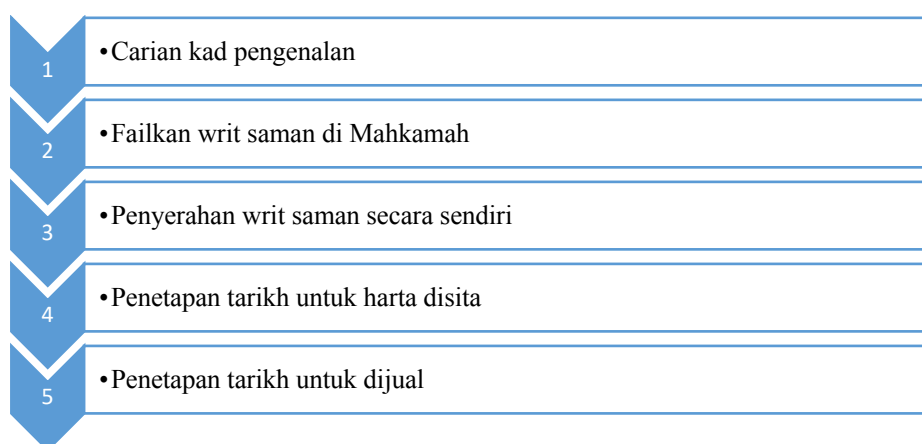 1 •Carian kad pengenalan
2 •Failkan writ saman di Mahkamah
3 •Penyerahan writ saman secara sendiri
4 •Penetapan tarikh untuk harta disita
5 •Penetapan tarikh untuk dijual